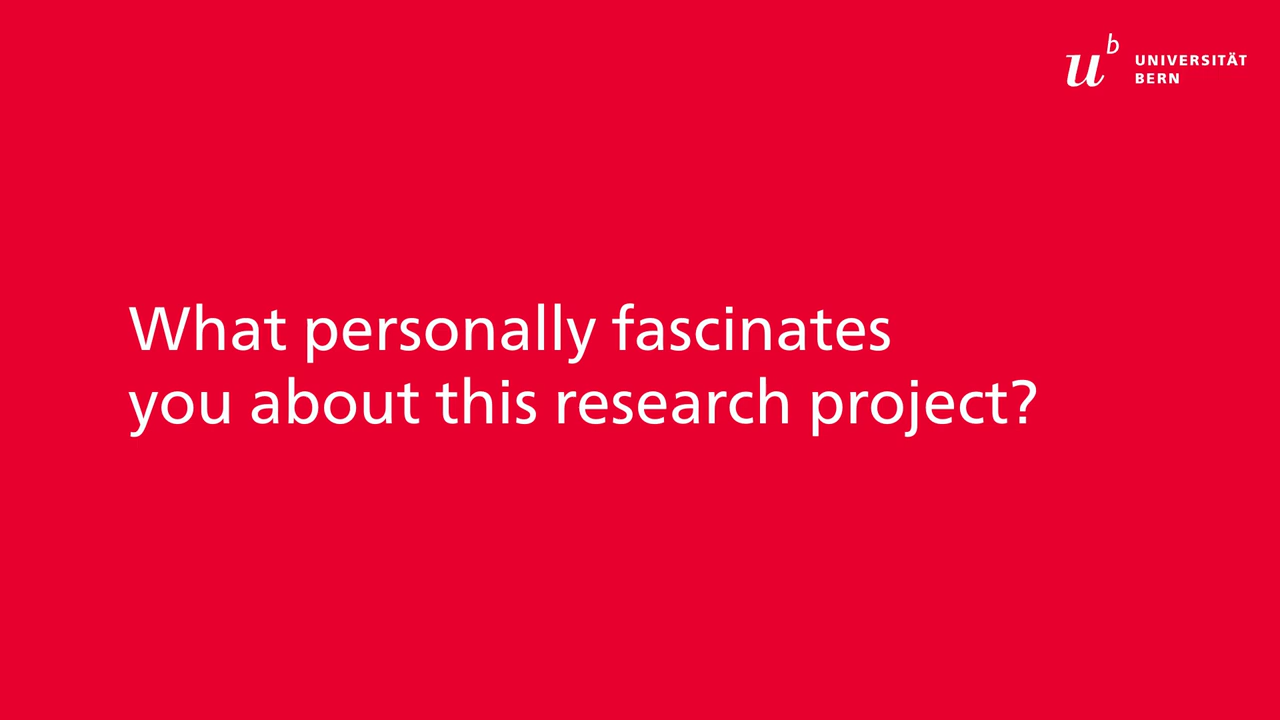 u
b
UNIVERSITÄT
BERN
What personally fascinates
you about this research project?